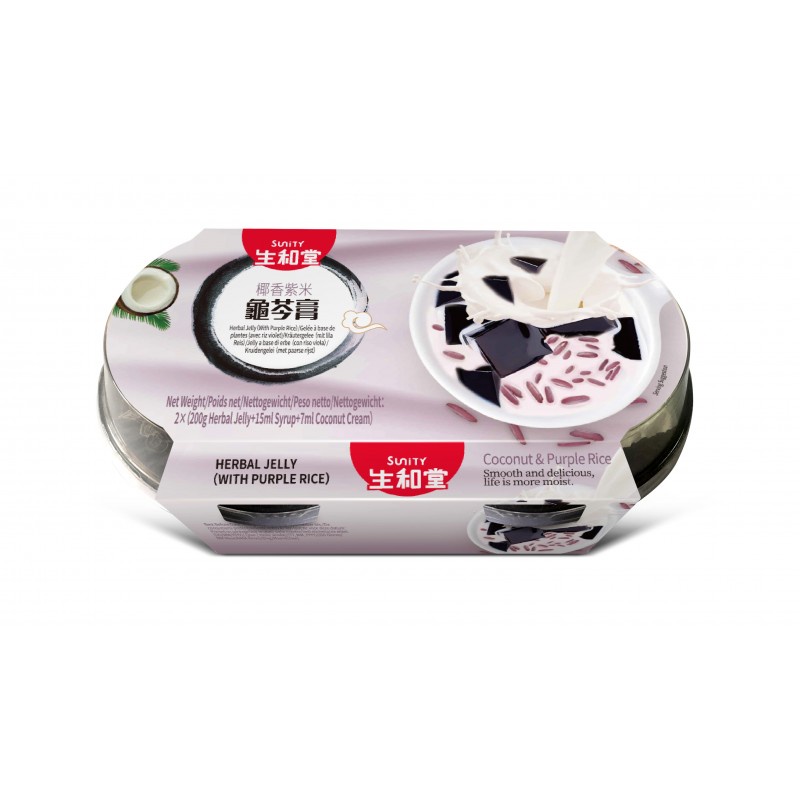 SUNITY
生和堂
椰香紫米
龜苓膏
Herbal Jelly (With Purple Rice)/Gelée à base de
plantes (avec riz violet)/Kräutergelee (mit lila
Reis)/Jelly a base di erbe (con riso viola)/
Kruidengelei (met paarse rijst)
Net Weight/Poids net/Nettogewicht/Peso netto/Nettogewicht:
2X(200g Herbal Jelly+15ml Syrup+7ml Coconut Cream)
Serving Suggestion
SUNITY
生和堂
HERBAL JELLY
(WITH PURPLE RICE)
Coconut & Purple Rice
Smooth and delicious,
life is more moist.